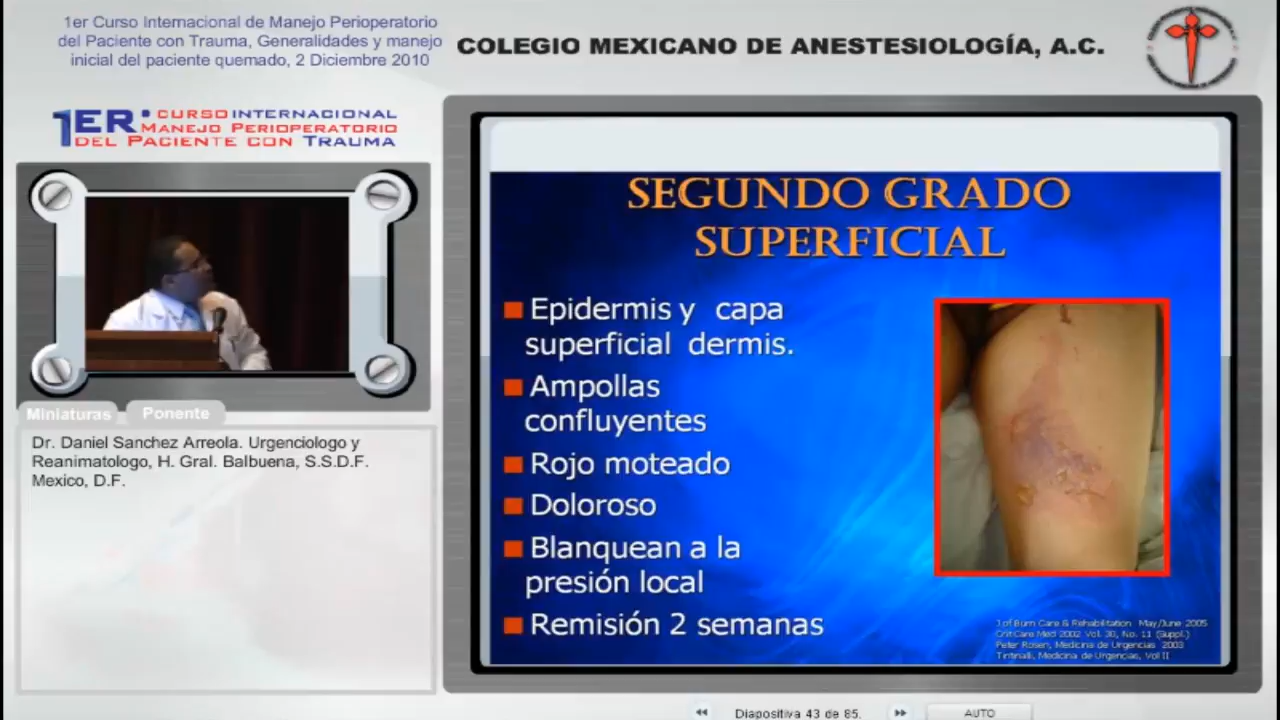 1er Curso Internacional de Manejo Perioperatorio
del Paciente con Trauma, Generalidades y manejo
inicial del paciente quemado, 2 Diciembre 2010
COLEGIO MEXICANO DE ANESTESIOLOGÍA, A.C.
1ER. CURSO INTERNACIONAL
MANEJO PERIOPERATORIO
DEL PACIENTE CON TRAUMA
Miniaturas
Ponente
Dr. Daniel Sanchez Arreola. Urgenciologo y
Reanimatologo, H. Gral. Balbuena, S.S.D.F.
Mexico, D.F.
SEGUNDO GRADO
SUPERFICIAL
Epidermis y capa
superficial dermis.
Ampollas
confluyentes
Rojo moteado
Doloroso
Blanquean a la
presión local
Remisión 2 semanas
J of Burn Care & Rehabilitation May/June 2005
Crit Care Med 2002 Vol. 30, No. 11 (Suppl.)
Peter Rosen, Medicina de Urgencias 2003
Tintinalli, Medicina de Urgencias, Vol II
Diapositiva 43 de 85.
AUTO